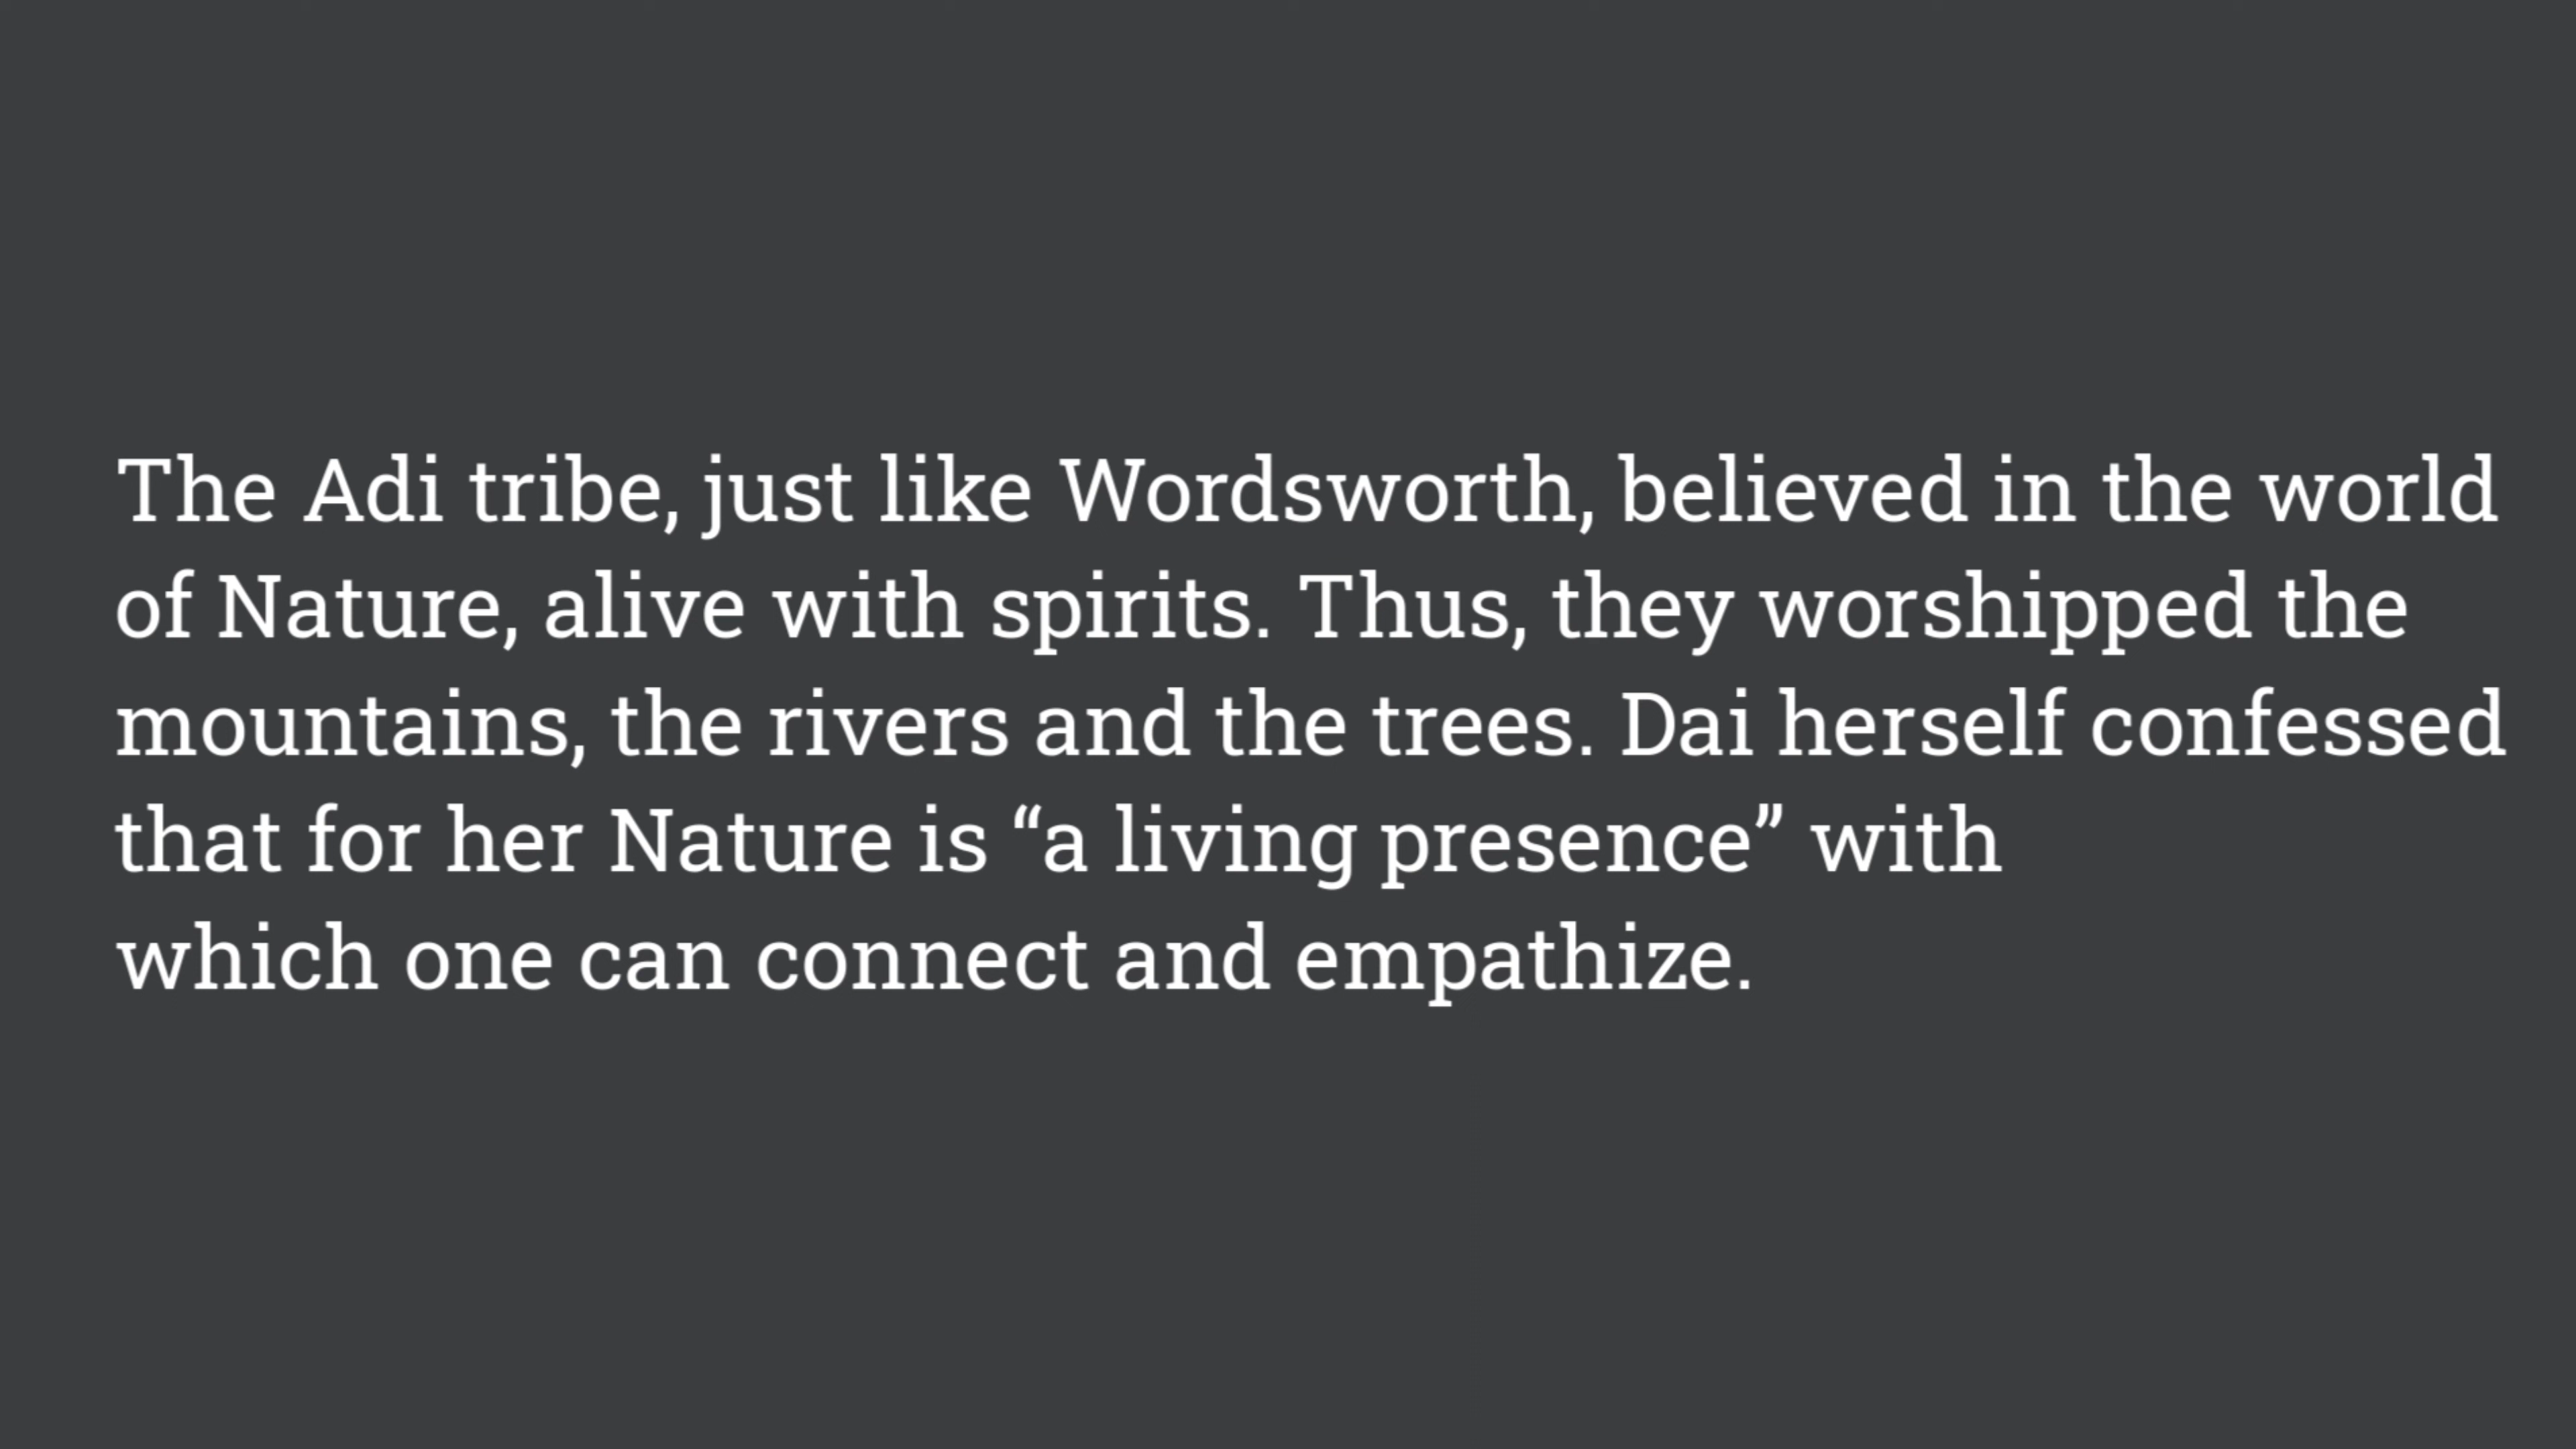 The Adi tribe, just like Wordsworth, believed in the world
of Nature, alive with spirits. Thus, they worshipped the
mountains, the rivers and the trees. Dai herself confessed
that for her Nature is “a living presence” with
which one can connect and empathize.